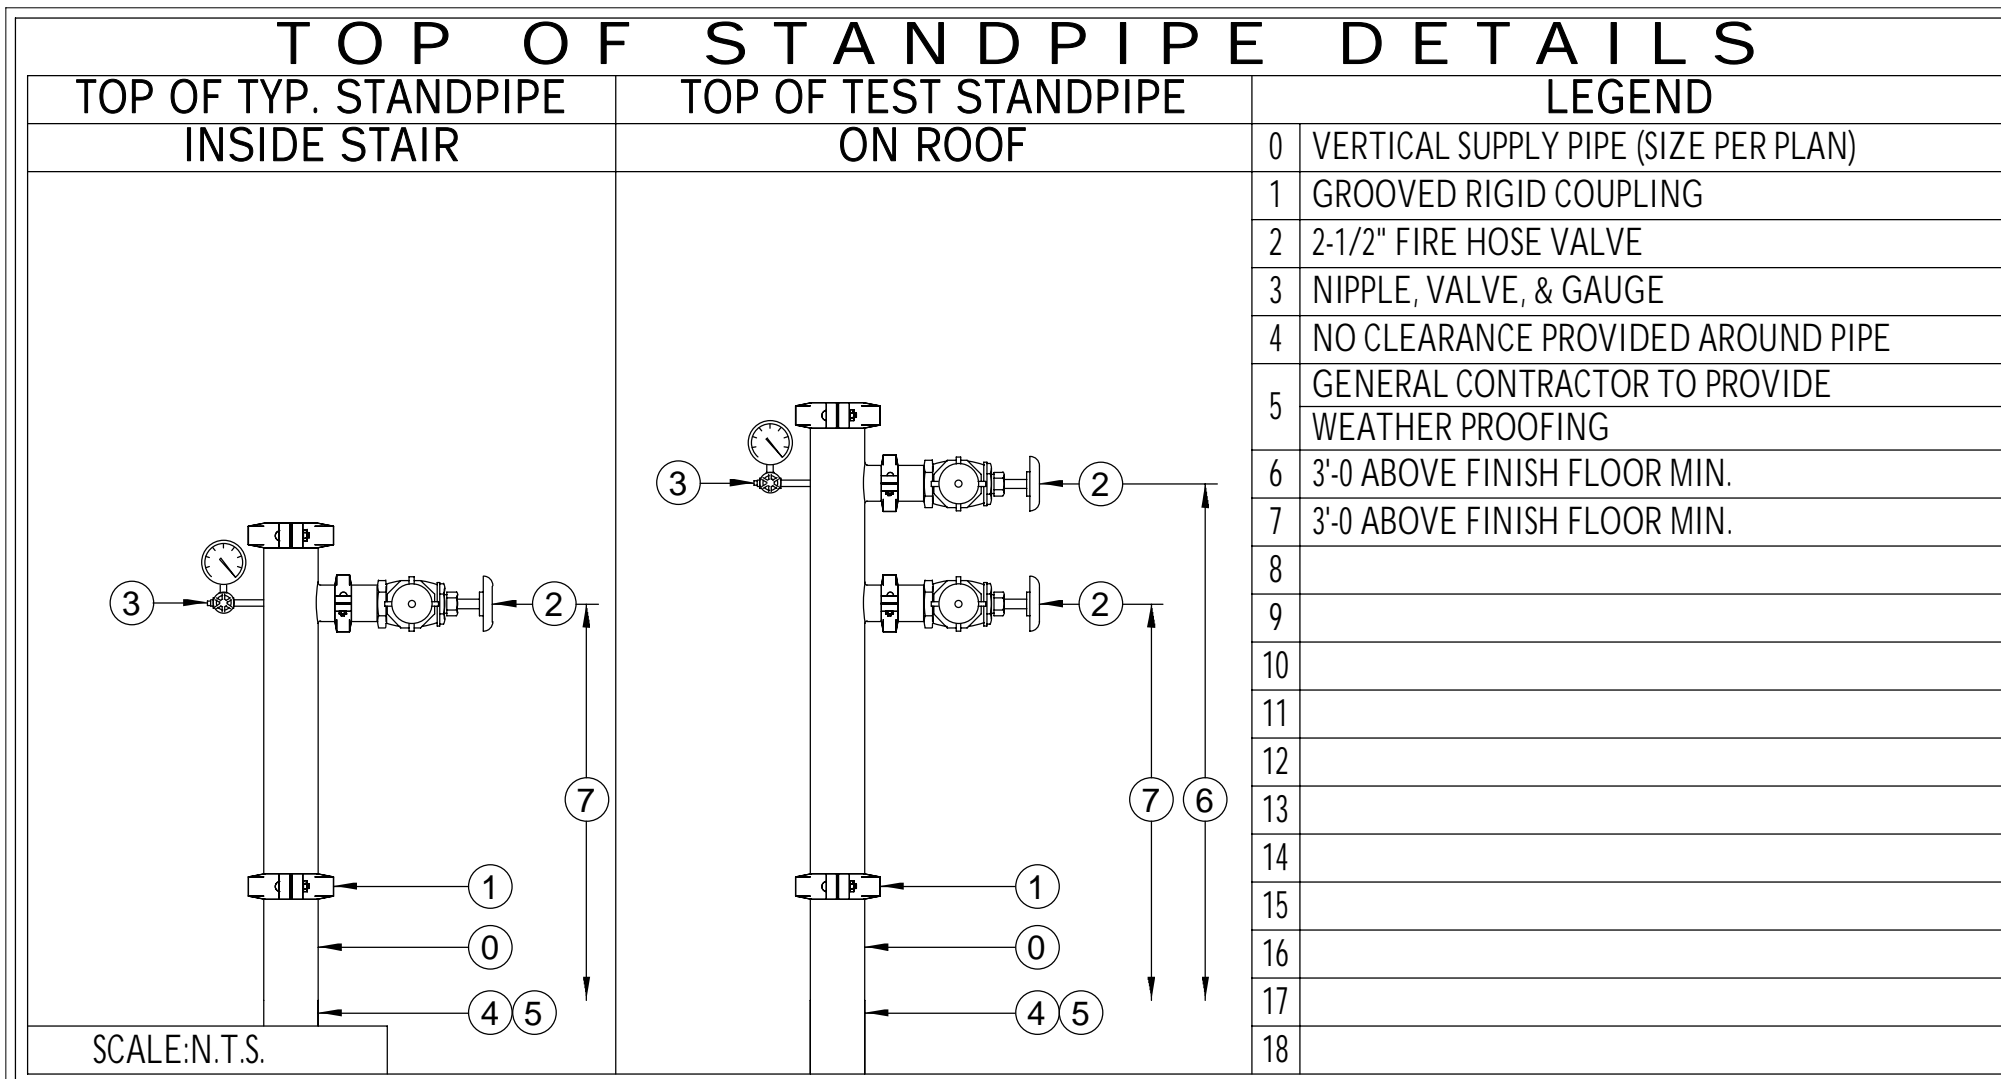 TOP OF STANDPIPE DETAILS
TOP OF TYP. STANDPIPE
INSIDE STAIR
3
2
7
1
0
4 5
SCALE:N.T.S.
TOP OF TEST STANDPIPE
ON ROOF
3
2
2
7 6
1
0
4 5
LEGEND
0 VERTICAL SUPPLY PIPE (SIZE PER PLAN)
1 GROOVED RIGID COUPLING
2 2-1/2" FIRE HOSE VALVE
3 NIPPLE, VALVE, & GAUGE
4 NO CLEARANCE PROVIDED AROUND PIPE
5 GENERAL CONTRACTOR TO PROVIDE
WEATHER PROOFING
6 3'-0 ABOVE FINISH FLOOR MIN.
7 3'-0 ABOVE FINISH FLOOR MIN.
8
9
10
11
12
13
14
15
16
17
18